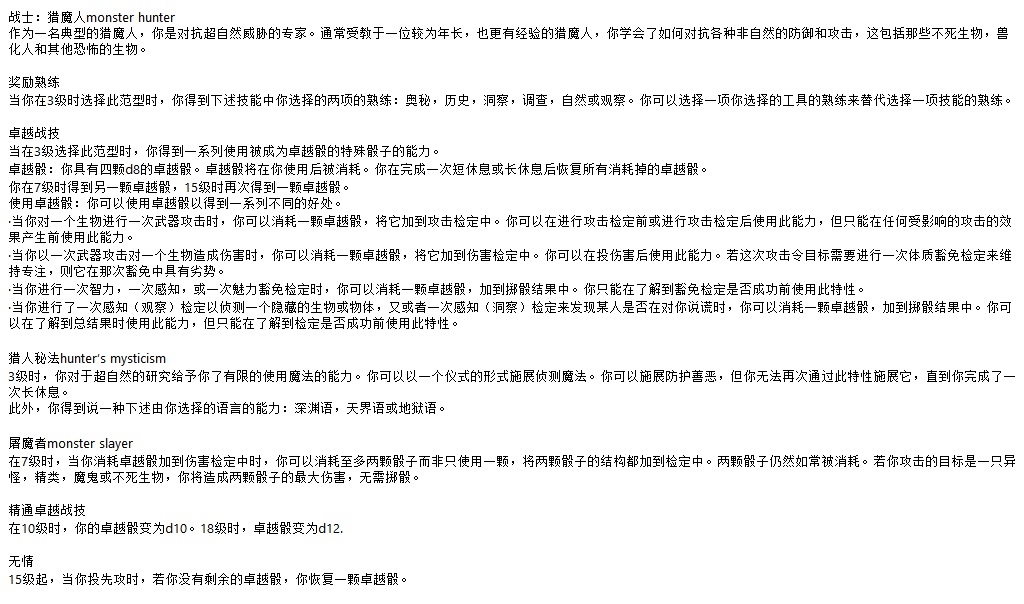 战士：猎魔人monster hunter
作为一名典型的猎魔人，你是对抗超自然威胁的专家。通常受教于一位较为年长，也更有经验的猎魔人，你学会了如何对抗各种非自然的防御和攻击，这包括那些不死生物，兽
化人和其他恐怖的生物。
奖励熟练
当你在3级时选择此范型时，你得到下述技能中你选择的两项的熟练：奥秘，历史，洞察，调查，自然或观察。你可以选择一项你选择的工具的熟练来替代选择一项技能的熟练。
卓越战技
当在3级选择此范型时，你得到一系列使用被成为卓越骰的特殊骰子的能力。
卓越骰：你具有四颗d8的卓越骰。卓越骰将在你使用后被消耗。你在完成一次短休息或长休息后恢复所有消耗掉的卓越骰。
你在7级时得到另一颗卓越骰，15级时再次得到一颗卓越骰。
使用卓越骰：你可以使用卓越骰以得到一系列不同的好处。
·当你对一个生物进行一次武器攻击时，你可以消耗一颗卓越骰，将它加到攻击检定中。你可以在进行攻击检定前或进行攻击检定后使用此能力，但只能在任何受影响的攻击的效
果产生前使用此能力。
·当你以一次武器攻击对一个生物造成伤害时，你可以消耗一颗卓越骰，将它加到伤害检定中。你可以在投伤害后使用此能力。若这次攻击令目标需要进行一次体质豁免检定来维
持专注，则它在那次豁免中具有劣势。
·当你进行一次智力，一次感知，或一次魅力豁免检定时，你可以消耗一颗卓越骰，加到掷骰结果中。你只能在了解到豁免检定是否成功前使用此特性。
·当你进行了一次感知（观察）检定以侦测一个隐藏的生物或物体，又或者一次感知（洞察）检定来发现某人是否在对你说谎时，你可以消耗一颗卓越骰，加到掷骰结果中。你可
以在了解到总结果时使用此能力，但只能在了解到检定是否成功前使用此特性。
猎人秘法hunter's mysticism
3级时，你对于超自然的研究给予你了有限的使用魔法的能力。你可以以一个仪式的形式施展侦测魔法。你可以施展防护善恶，但你无法再次通过此特性施展它，直到你完成了一
次长休息。
此外，你得到说一种下述由你选择的语言的能力：深渊语，天界语或地狱语。
屠魔者monster slayer
在7级时，当你消耗卓越骰加到伤害检定中时，你可以消耗至多两颗骰子而非只使用一颗，将两颗骰子的结构都加到检定中。两颗骰子仍然如常被消耗。若你攻击的目标是一只异
怪，精类，魔鬼或不死生物，你将造成两颗骰子的最大伤害，无需掷骰。
精通卓越战技
在10级时，你的卓越骰变为d10。18级时，卓越骰变为d12.
无情
15级起，当你投先攻时，若你没有剩余的卓越骰，你恢复一颗卓越骰。